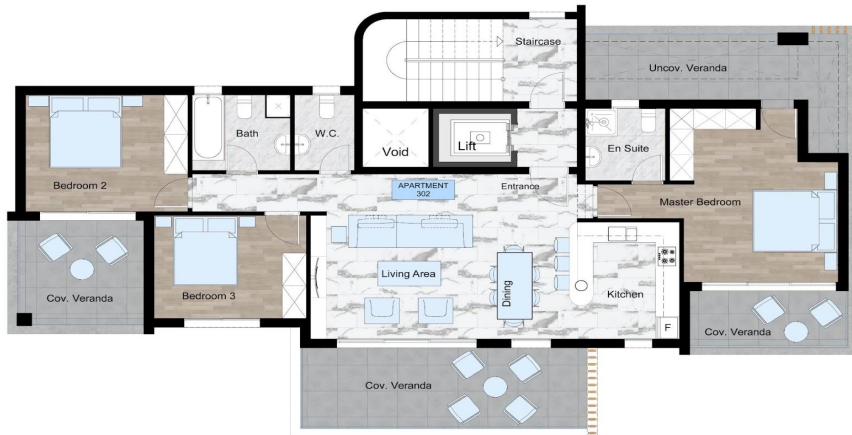 Staircase
Uncov. Veranda
Bath
W.C.
Void
Lift
En Suite
Bedroom 2
APARTMENT
302
Entrance
Master Bedroom
Living Area
Dining
Kitchen
Bedroom 3
Cov. Veranda
F
Cov. Veranda
Cov. Veranda